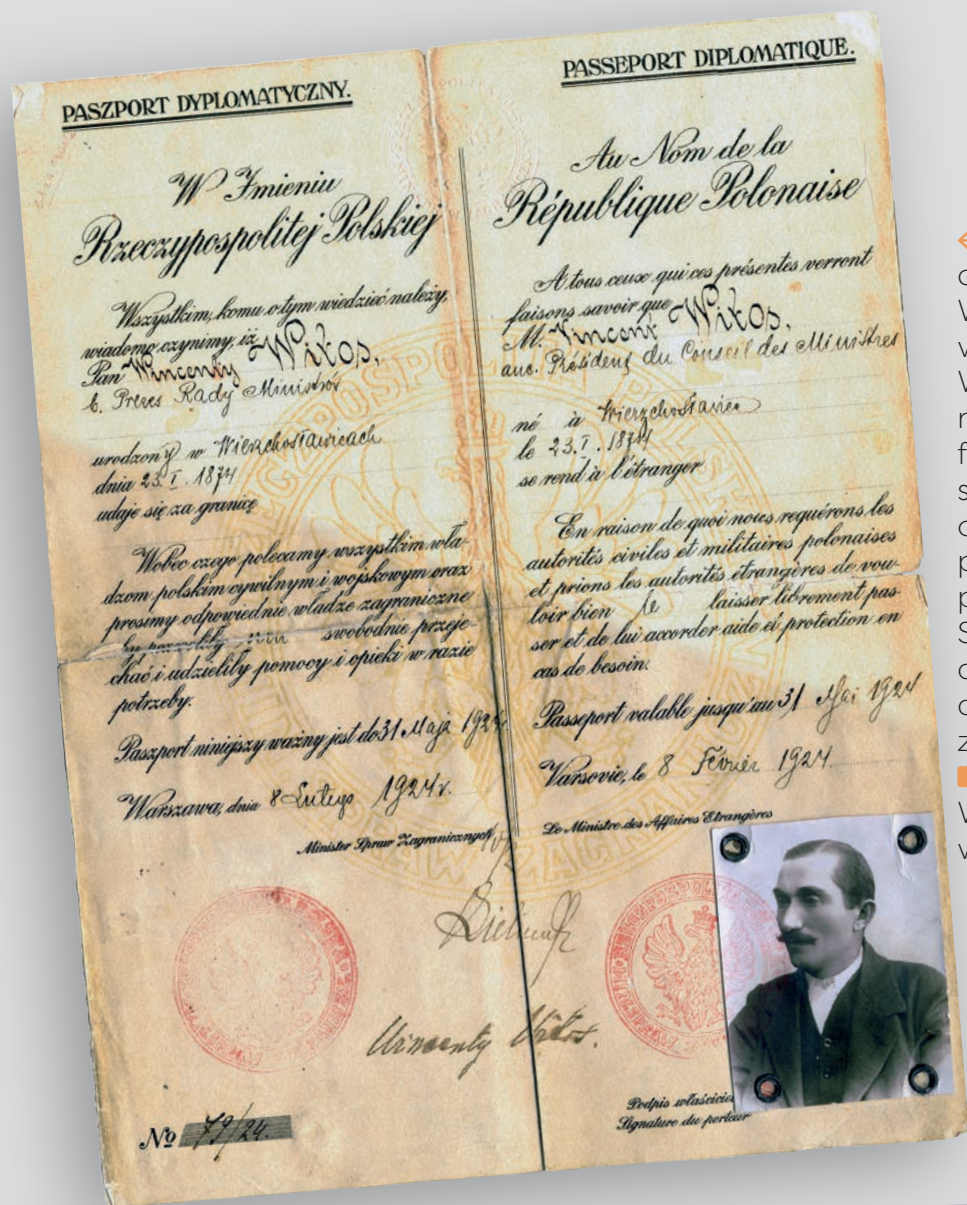 PASZPORT DYPLOMATYCZNY.
W Imieniu
Rzeczypospolitej Polskiej
Wszystkim, komu o tym wiedzieć należy,
wiadomo czynimy, iż
Pan Wincenty Witos,
b. Prezes Rady Ministrów
urodzony w Wierzchosławicach
dnia 23.I.1874
udaje się za granicę
Wobec czego polecamy wszystkim wła-
dzom polskim cywilnym i wojskowym oraz
prosimy odpowiednie władze zagraniczne
by pozwoliły mu swobodnie przeje-
chać i udzieliły pomocy i opieki w razie
potrzeby.
Paszport niniejszy ważny jest do 31 Maja 1924
Warszawa, dnia 8 Lutego 1924 r.
Minister Spraw Zagranicznych
Wincenty Witos.
No 79/24.
PASSEPORT DIPLOMATIQUE.
Au Nom de la
République Polonaise
A tous ceux qui ces présentes verront
faisons savoir que
M. Vincent Witos,
anc. Président du Conseil des Ministres
né à Wierzchosławice
le 23.I.1874
se rend à l'étranger
En raison de quoi nous requérons les
autorités civiles et militaires polonaises
et prions les autorités étrangères de vou-
loir bien le laisser librement pas-
ser et de lui accorder aide et protection en
cas de besoin.
Passeport valable jusqu'au 31 Mai 1924
Varsovie, le 8 Février 1924.
Le Ministre des Affaires Etrangères
Podpis właściciel
Signature du porteur